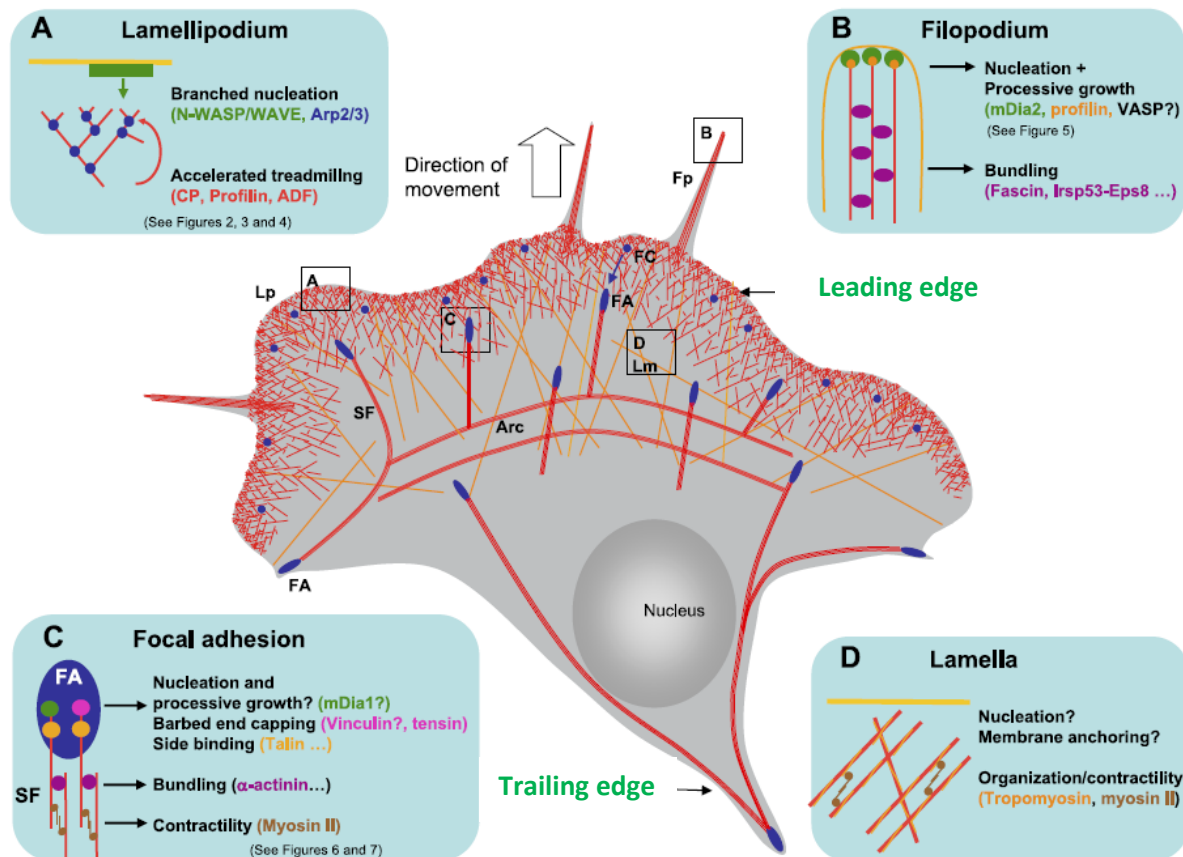 A Lamellipodium
Branched nucleation
(N-WASP/WAVE, Arp2/3)
Accelerated treadmilng
(CP, Profilin, ADF)
(See Figures 2, 3 and 4)
B Filopodium
Nucleation +
Processive growth
(mDia2, profilin, VASP?)
(See Figure 5)
Bundling
(Fascin, Irsp53-Eps8 ...)
Direction of
movement
B
Fp
FC
Lp
A
FA
Leading edge
C
D
Lm
SF
Arc
FA
Nucleus
Trailing edge
C Focal adhesion
FA
Nucleation and
processive growth? (mDia1?)
Barbed end capping (Vinculin?, tensin)
Side binding (Talin ...)
SF
Bundling (α-actinin...)
Contractility (Myosin II)
(See Figures 6 and 7)
D Lamella
Nucleation?
Membrane anchoring?
Organization/contractility
(Tropomyosin, myosin II)